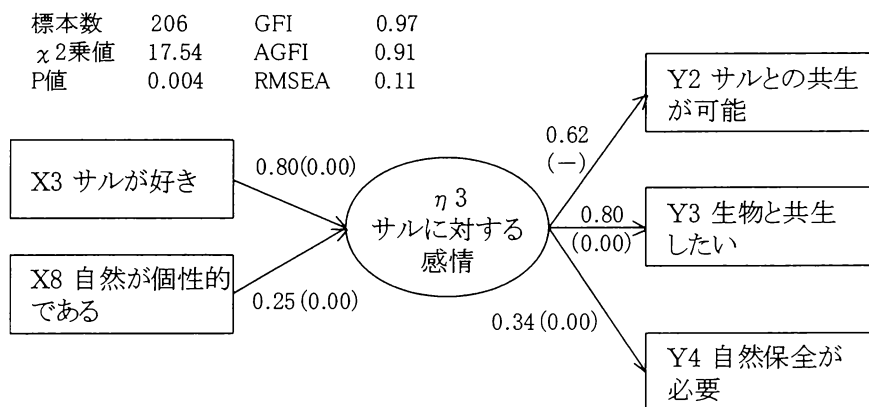 標本数 206 GFI 0.97
χ2乗値 17.54 AGFI 0.91
P値 0.004 RMSEA 0.11
X3 サルが好き
0.80(0.00)
X8 自然が個性的
である
0.25(0.00)
η3
サルに対する
感情
0.62
(−)
Y2 サルとの共生
が可能
0.80
(0.00)
Y3 生物と共生
したい
0.34(0.00)
Y4 自然保全が
必要